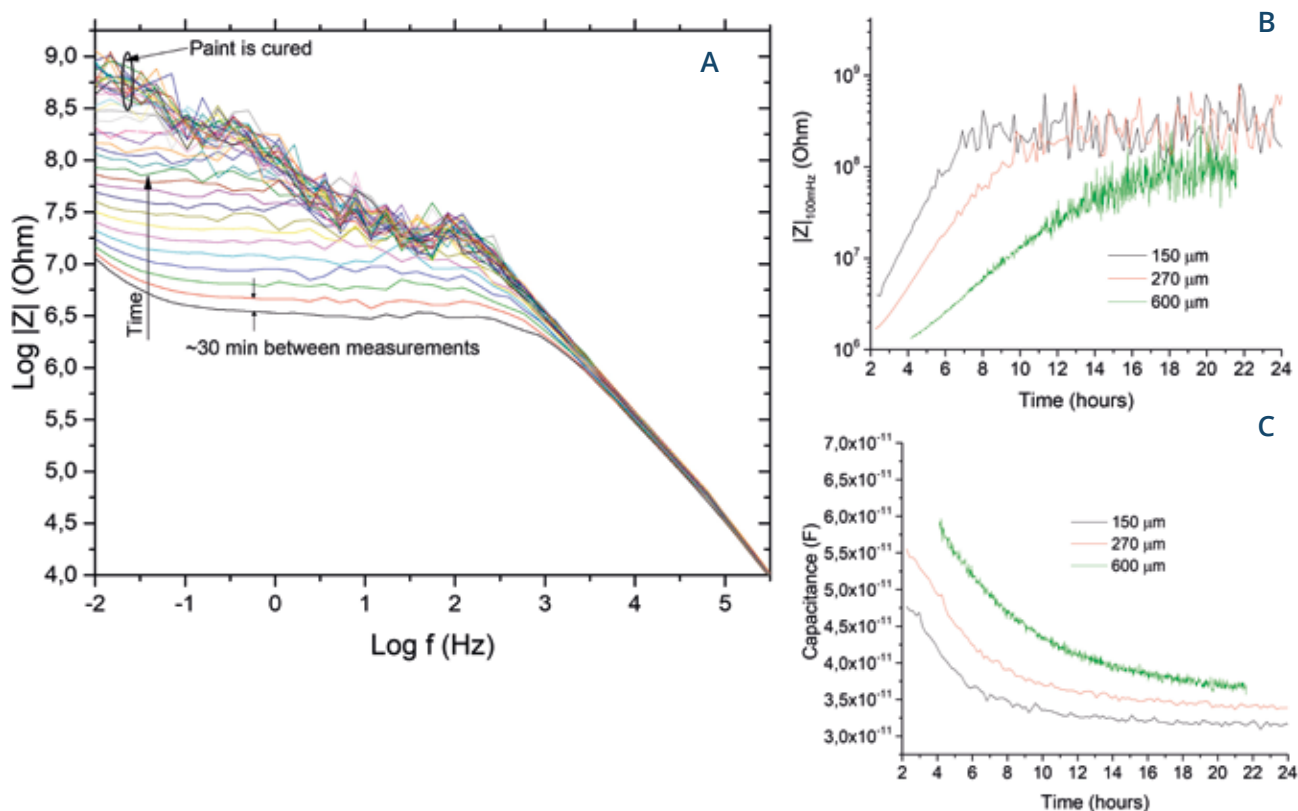 A
Paint is cured
9,0
8,5
8,0
7,5
7,0
6,5
6,0
5,5
5,0
4,5
4,0
Log |Z| (Ohm)
Time
~30 min between measurements
-2 -1 0 1 2 3 4 5
Log f (Hz)
B
10⁹
10⁸
10⁷
10⁶
|Z|₁₀₀mHz (Ohm)
150 µm
270 µm
600 µm
2 4 6 8 10 12 14 16 18 20 22 24
Time (hours)
C
7,0x10⁻¹¹
6,5x10⁻¹¹
6,0x10⁻¹¹
5,5x10⁻¹¹
5,0x10⁻¹¹
4,5x10⁻¹¹
4,0x10⁻¹¹
3,5x10⁻¹¹
3,0x10⁻¹¹
Capacitance (F)
150 µm
270 µm
600 µm
2 4 6 8 10 12 14 16 18 20 22 24
Time (hours)